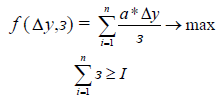 f(Δy,з) = Σ_{i=1}^{n} a*Δy/з → max
Σ_{i=1}^{n} з ≥ I